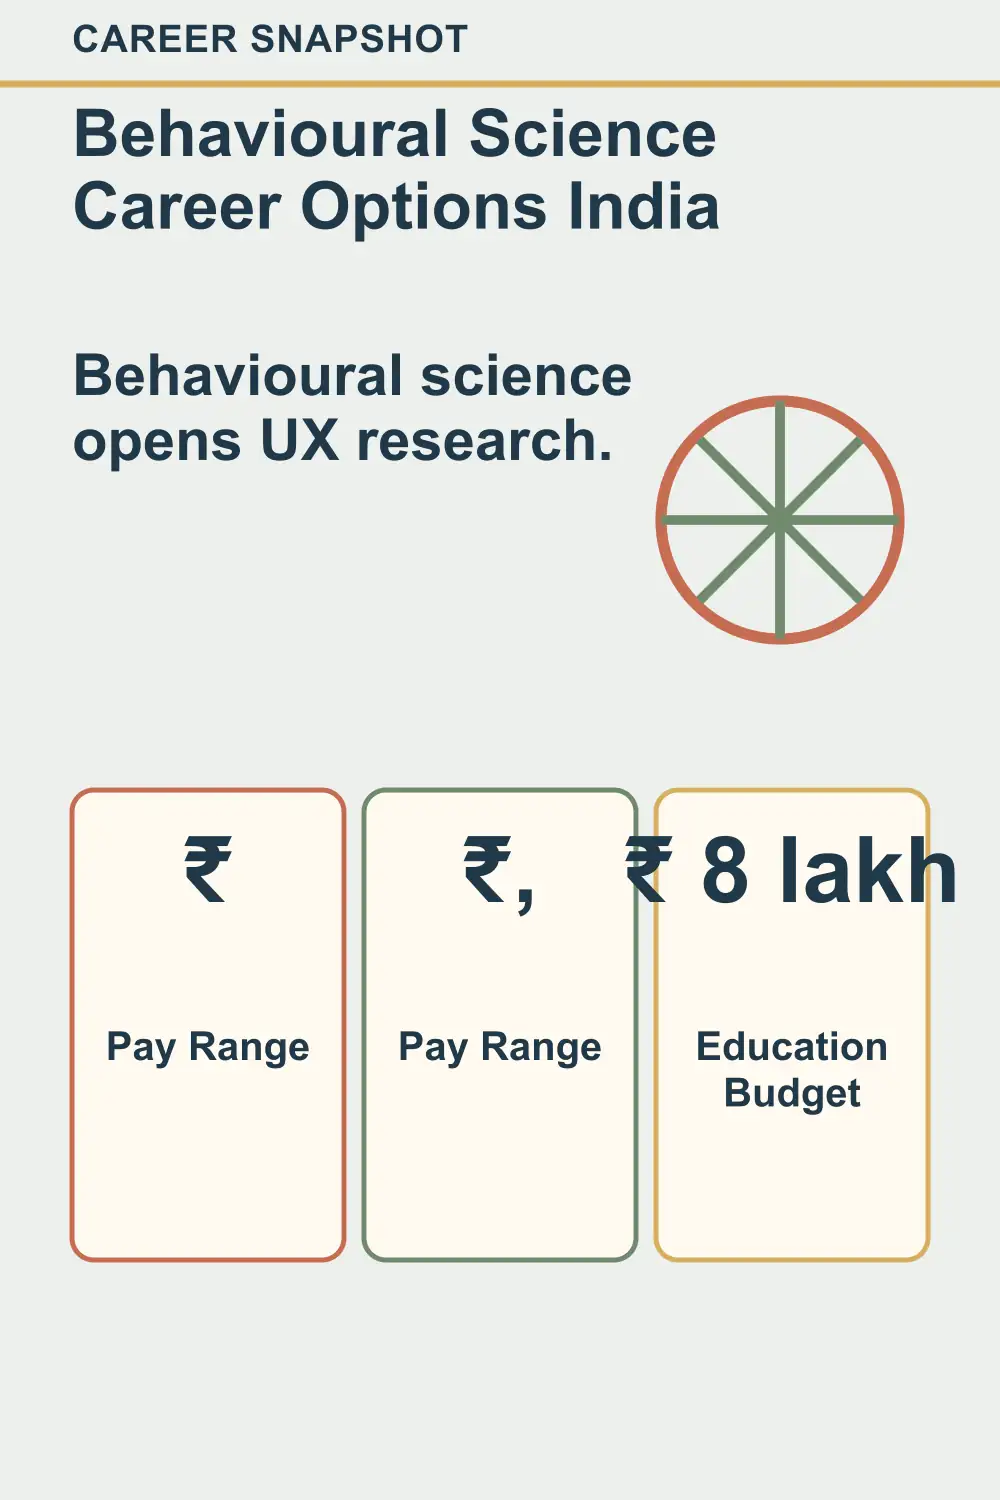 CAREER SNAPSHOT
Behavioural Science
Career Options India
Behavioural science
opens UX research.
₹
Pay Range
₹,
Pay Range
₹ 8 lakh
Education
Budget